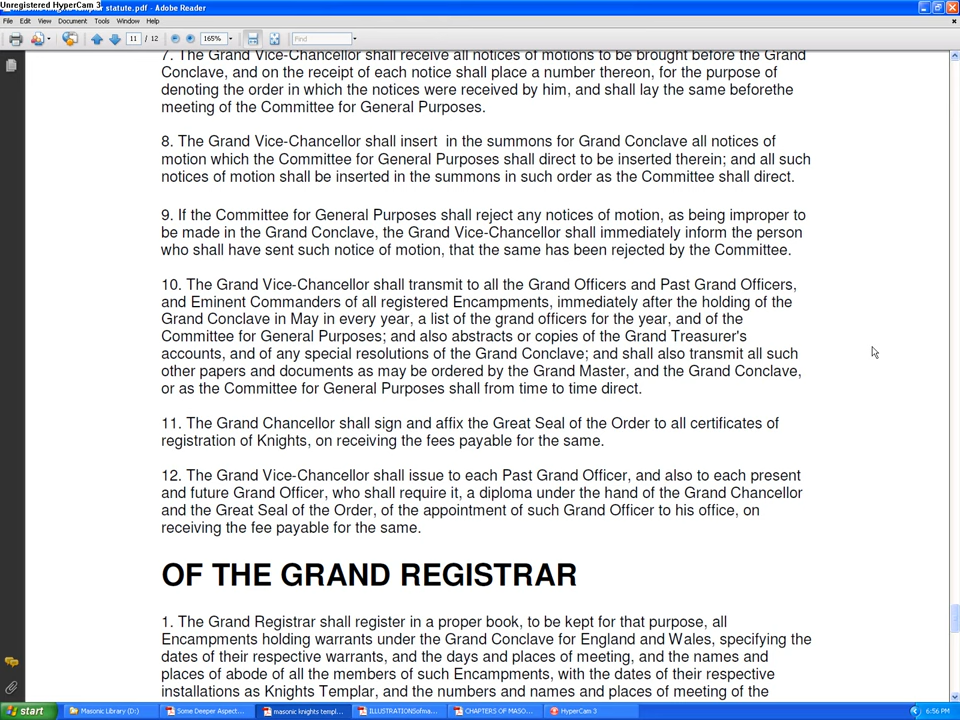 Unregistered HyperCam 3
statute.pdf - Adobe Reader
File Edit View Document Tools Window Help
11 / 12 165% Find
7. The Grand Vice-Chancellor shall receive all notices of motions to be brought before the Grand
Conclave, and on the receipt of each notice shall place a number thereon, for the purpose of
denoting the order in which the notices were received by him, and shall lay the same beforethe
meeting of the Committee for General Purposes.
8. The Grand Vice-Chancellor shall insert in the summons for Grand Conclave all notices of
motion which the Committee for General Purposes shall direct to be inserted therein; and all such
notices of motion shall be inserted in the summons in such order as the Committee shall direct.
9. If the Committee for General Purposes shall reject any notices of motion, as being improper to
be made in the Grand Conclave, the Grand Vice-Chancellor shall immediately inform the person
who shall have sent such notice of motion, that the same has been rejected by the Committee.
10. The Grand Vice-Chancellor shall transmit to all the Grand Officers and Past Grand Officers,
and Eminent Commanders of all registered Encampments, immediately after the holding of the
Grand Conclave in May in every year, a list of the grand officers for the year, and of the
Committee for General Purposes; and also abstracts or copies of the Grand Treasurer's
accounts, and of any special resolutions of the Grand Conclave; and shall also transmit all such
other papers and documents as may be ordered by the Grand Master, and the Grand Conclave,
or as the Committee for General Purposes shall from time to time direct.
11. The Grand Chancellor shall sign and affix the Great Seal of the Order to all certificates of
registration of Knights, on receiving the fees payable for the same.
12. The Grand Vice-Chancellor shall issue to each Past Grand Officer, and also to each present
and future Grand Officer, who shall require it, a diploma under the hand of the Grand Chancellor
and the Great Seal of the Order, of the appointment of such Grand Officer to his office, on
receiving the fee payable for the same.
OF THE GRAND REGISTRAR
1. The Grand Registrar shall register in a proper book, to be kept for that purpose, all
Encampments holding warrants under the Grand Conclave for England and Wales, specifying the
dates of their respective warrants, and the days and places of meeting, and the names and
places of abode of all the members of such Encampments, with the dates of their respective
installations as Knights Templar, and the numbers and names and places of meeting of the
start Masonic Library (D:) Some Deeper Aspect... masonic knights templ... ILLUSTRATIONSofma... CHAPTERS OF MASO... HyperCam 3 6:56 PM